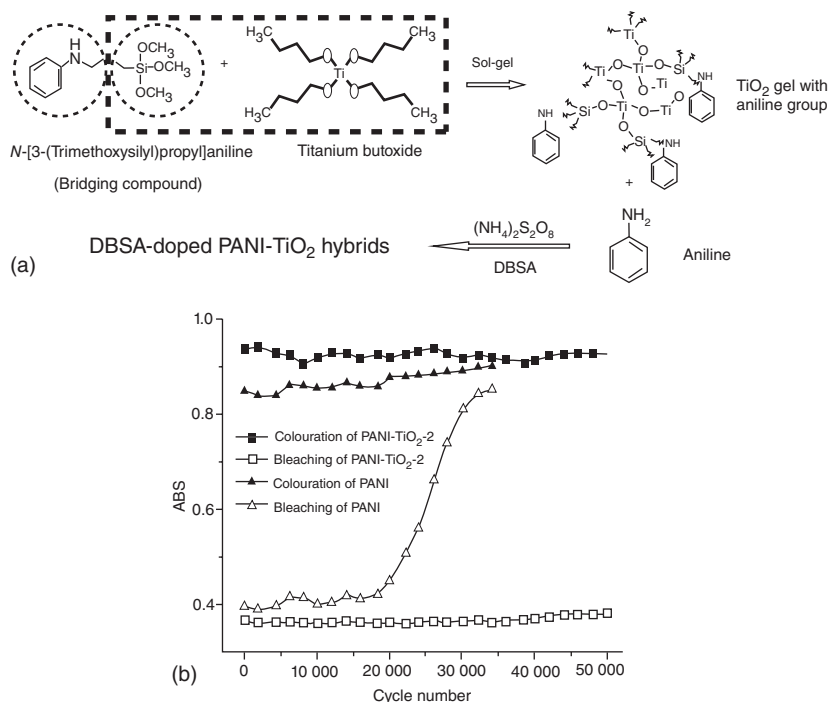 H₃C
CH₃
H
N
OCH₃
Si-OCH₃
OCH₃
+
O
O
Ti
O
O
H₃C
CH₃
N-[3-(Trimethoxysilyl)propyl]aniline
Titanium butoxide
(Bridging compound)
Sol-gel
Ti
O
Ti
O
Ti
O
Si
NH
O
O
-Ti
NH
Si
O
Ti
O
Ti
O
O
Si
NH
+
TiO₂ gel with
aniline group
NH₂
Aniline
(NH₄)₂S₂O₈
DBSA
DBSA-doped PANI-TiO₂ hybrids
(a)
1.0
0.8
0.6
0.4
ABS
Colouration of PANI-TiO₂-2
Bleaching of PANI-TiO₂-2
Colouration of PANI
Bleaching of PANI
0
10 000
20 000
30 000
40 000
50 000
Cycle number
(b)